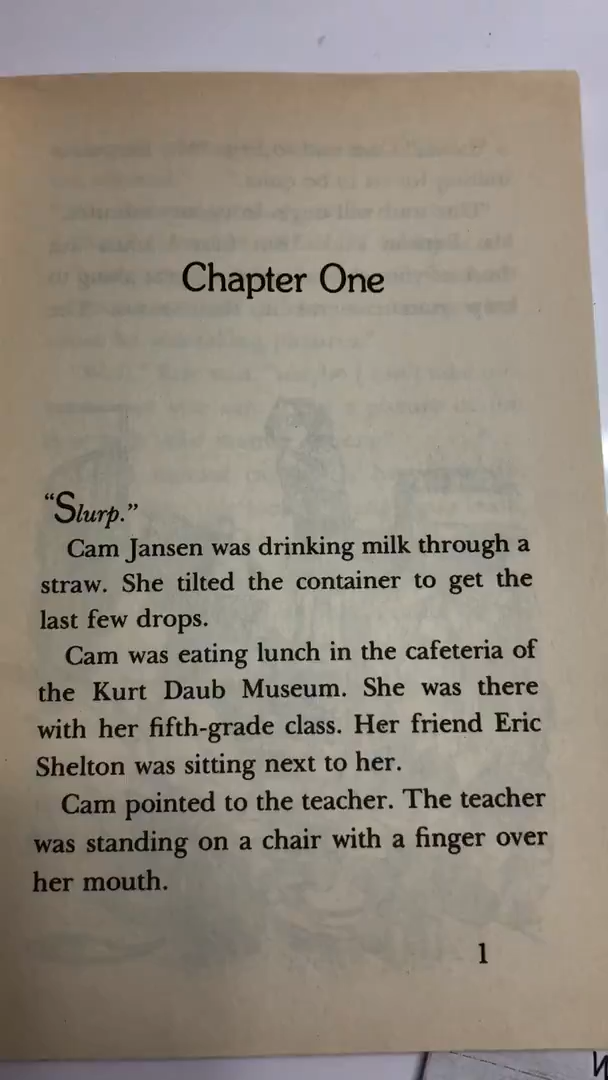 Chapter One
“Slurp.”
Cam Jansen was drinking milk through a
straw. She tilted the container to get the
last few drops.
Cam was eating lunch in the cafeteria of
the Kurt Daub Museum. She was there
with her fifth-grade class. Her friend Eric
Shelton was sitting next to her.
Cam pointed to the teacher. The teacher
was standing on a chair with a finger over
her mouth.
1